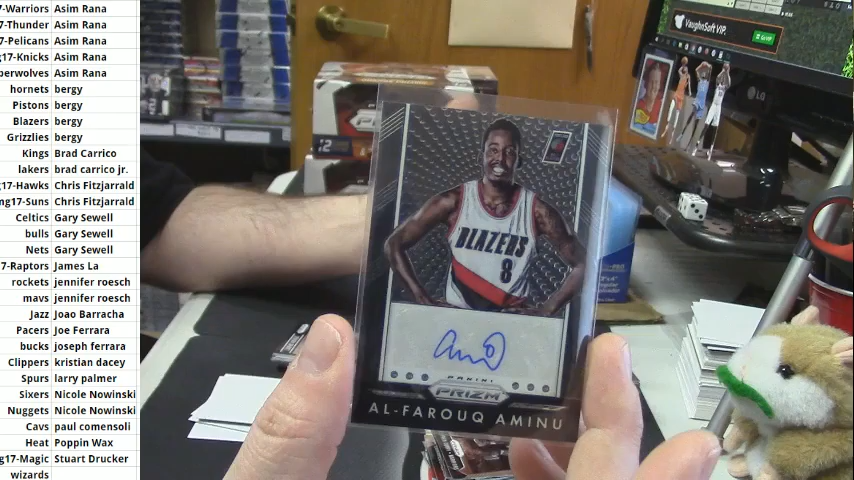 7-Warriors Asim Rana
17-Thunder Asim Rana
17-Pelicans Asim Rana
g17-Knicks Asim Rana
berwolves Asim Rana
hornets bergy
Pistons bergy
Blazers bergy
Grizzlies bergy
Kings Brad Carrico
lakers brad carrico jr.
g17-Hawks Chris Fitzjarrald
ng17-Suns Chris Fitzjarrald
Celtics Gary Sewell
bulls Gary Sewell
Nets Gary Sewell
7-Raptors James La
rockets jennifer roesch
mavs jennifer roesch
Jazz Joao Barracha
Pacers Joe Ferrara
bucks joseph ferrara
Clippers kristian dacey
Spurs larry palmer
Sixers Nicole Nowinski
Nuggets Nicole Nowinski
Cavs paul comensoli
Heat Poppin Wax
g17-Magic Stuart Drucker
wizards
VaughnSoft VIP.
LG
BLAZERS
8
PANINI
PRIZM
AL-FAROUQ AMINU